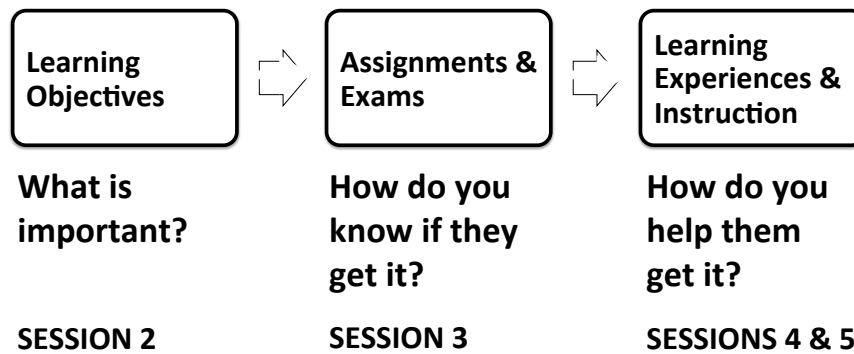 Learning
Objectives
Assignments &
Exams
Learning
Experiences &
Instruction
What is
important?
How do you
know if they
get it?
How do you
help them
get it?
SESSION 2
SESSION 3
SESSIONS 4 & 5